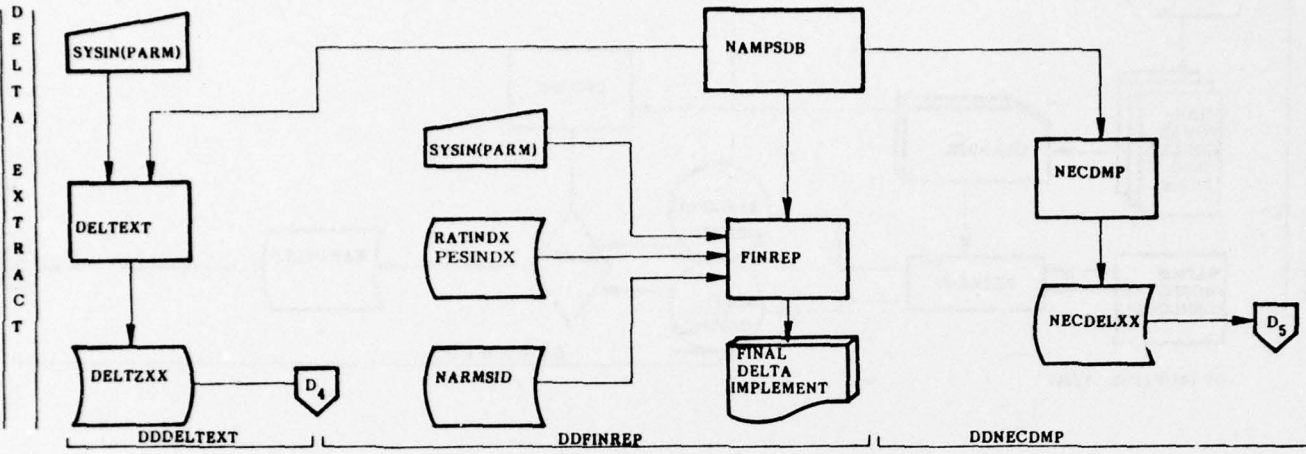 DELTA EXTRACT
SYSIN(PARM)
NAMPSDB
SYSIN(PARM)
NECDMP
DELTEXT
RATINDX
PESINDX
FINREP
NECDELXX
D5
DELTZXX
D4
NARMSID
FINAL
DELTA
IMPLEMENT
DDDELTEXT
DDFINREP
DDNECDMP